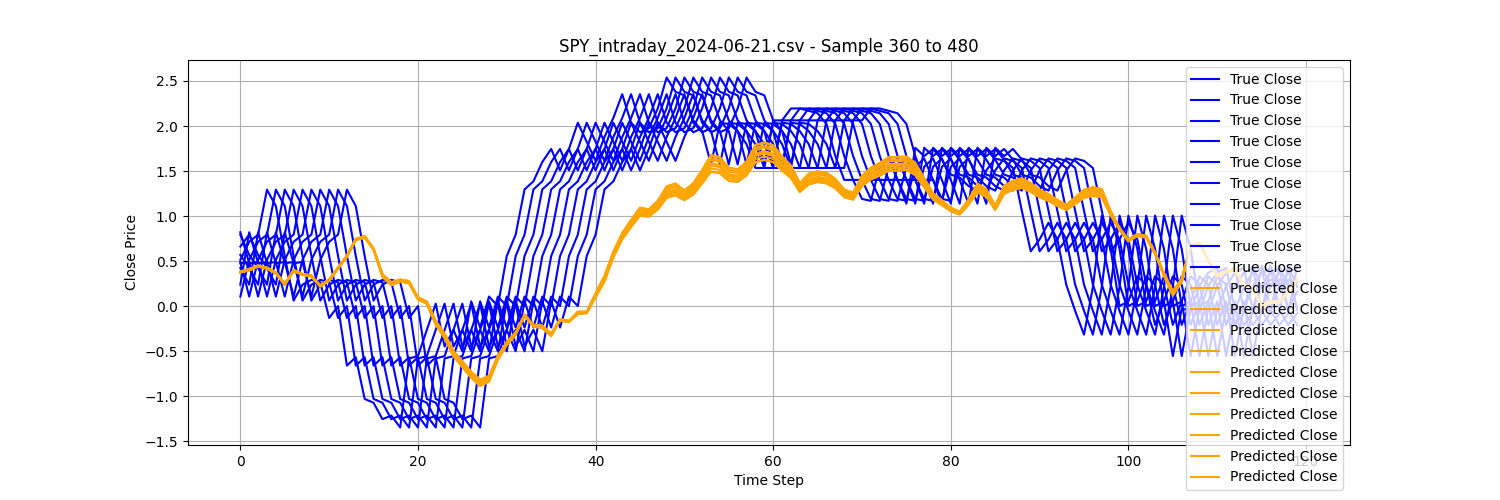 SPY_intraday_2024-06-21.csv - Sample 360 to 480
Close Price
2.5
2.0
1.5
1.0
0.5
0.0
−0.5
−1.0
−1.5
0
20
40
60
80
100
120
Time Step
True Close
True Close
True Close
True Close
True Close
True Close
True Close
True Close
True Close
True Close
Predicted Close
Predicted Close
Predicted Close
Predicted Close
Predicted Close
Predicted Close
Predicted Close
Predicted Close
Predicted Close
Predicted Close